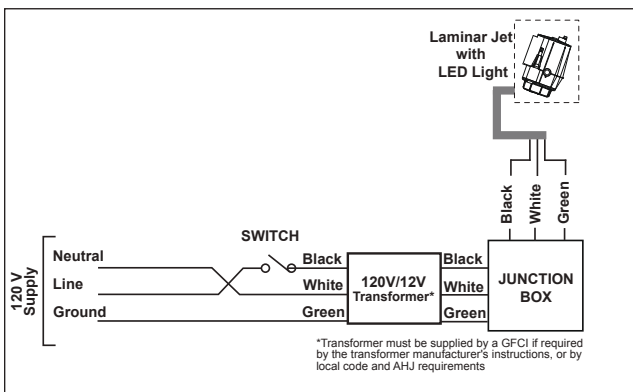 Laminar Jet
with
LED Light
Black
White
Green
SWITCH
120 V
Supply
Neutral
Line
Ground
Black
White
Green
120V/12V
Transformer*
Black
White
Green
JUNCTION
BOX
*Transformer must be supplied by a GFCI if required
by the transformer manufacturer's instructions, or by
local code and AHJ requirements